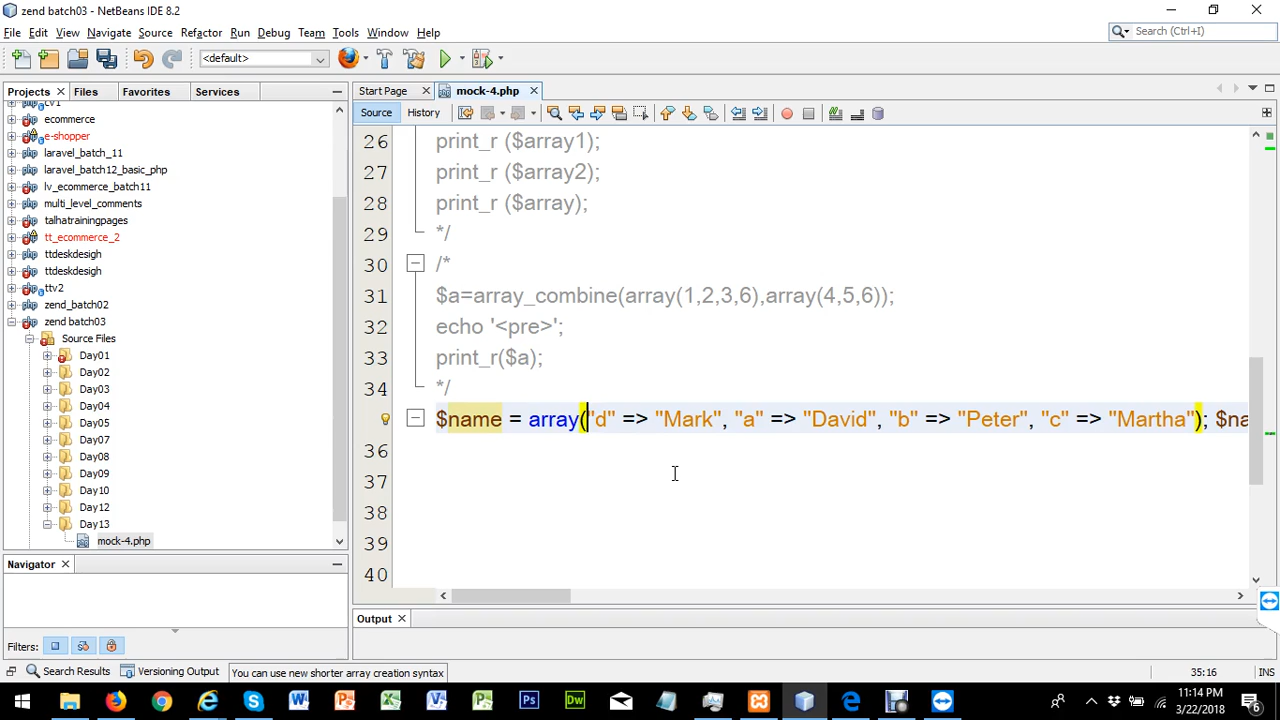 zend batch03 - NetBeans IDE 8.2
File Edit View Navigate Source Refactor Run Debug Team Tools Window Help
Search (Ctrl+I)
<default>
Projects Files Favorites Services
Start Page mock-4.php
Source History
cv1
ecommerce
e-shopper
laravel_batch_11
laravel_batch12_basic_php
lv_ecommerce_batch11
multi_level_comments
talhatrainingpages
tt_ecommerce_2
ttdeskdesigh
ttdeskdesigh
ttv2
zend_batch02
zend batch03
Source Files
Day01
Day02
Day03
Day04
Day05
Day06
Day07
Day08
Day09
Day10
Day12
Day13
mock-4.php
26 print_r ($array1);
27 print_r ($array2);
28 print_r ($array);
29 */
30 /*
31 $a=array_combine(array(1,2,3,6),array(4,5,6));
32 echo '<pre>';
33 print_r($a);
34 */
$name = array("d" => "Mark", "a" => "David", "b" => "Peter", "c" => "Martha"); $na
36
37
38
39
40
Navigator
Filters:
Output
Search Results Versioning Output You can use new shorter array creation syntax
35:16 INS
11:14 PM
3/22/2018